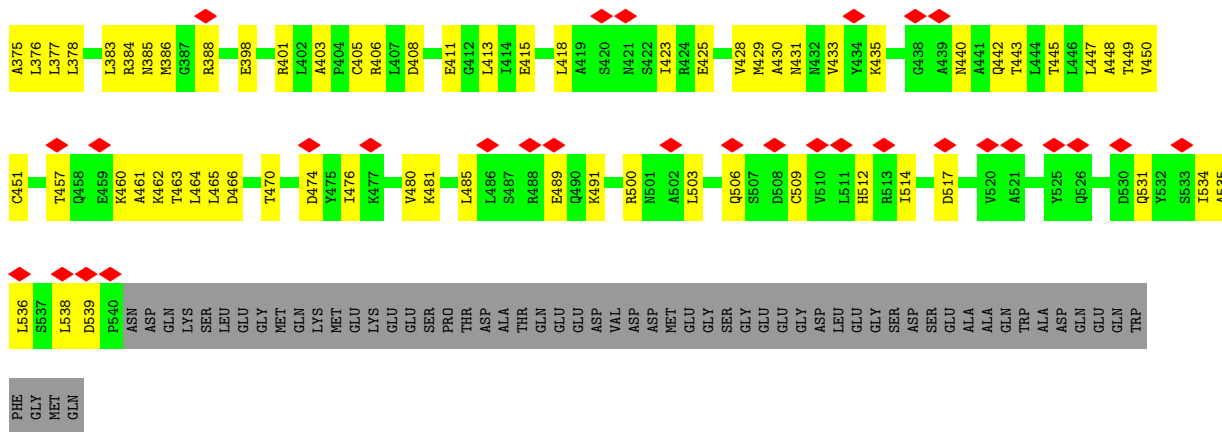 A375 L376 L377 L378 L383 R384 N385 M386 G387 R388 E398 R401 L402 A403 P404 C405 R406 L407 D408 E411 G412 L413 I414 E415 L418 A419 S420 N421 S422 I423 R424 E425 V428 M429 A430 N431 N432 V433 Y434 K435 G438 A439 N440 A441 Q442 T443 L444 T445 L446 L447 A448 T449 V450
C451 T457 Q458 E459 K460 A461 K462 T463 L464 L465 D466 T470 D474 Y475 I476 K477 V480 K481 L485 L486 S487 R488 E489 Q490 K491 R500 N501 A502 L503 Q506 S507 D508 C509 V510 L511 H512 R513 I514 D517 V520 A521 Y525 Q526 D530 Q531 Y532 S533 I534 A535
L536 S537 L538 D539 P540 ASN ASP GLN LYS SER LEU GLU GLY MET GLN LYS MET GLU LYS GLU GLU SER PRO THR ASP ALA THR GLN GLU GLU ASP VAL ASP ASP MET GLU GLY SER GLY GLU GLU GLY ASP LEU GLU GLY SER ASP SER GLU ALA ALA GLN TRP ALA ASP GLN GLU GLN TRP
PHE GLY MET GLN